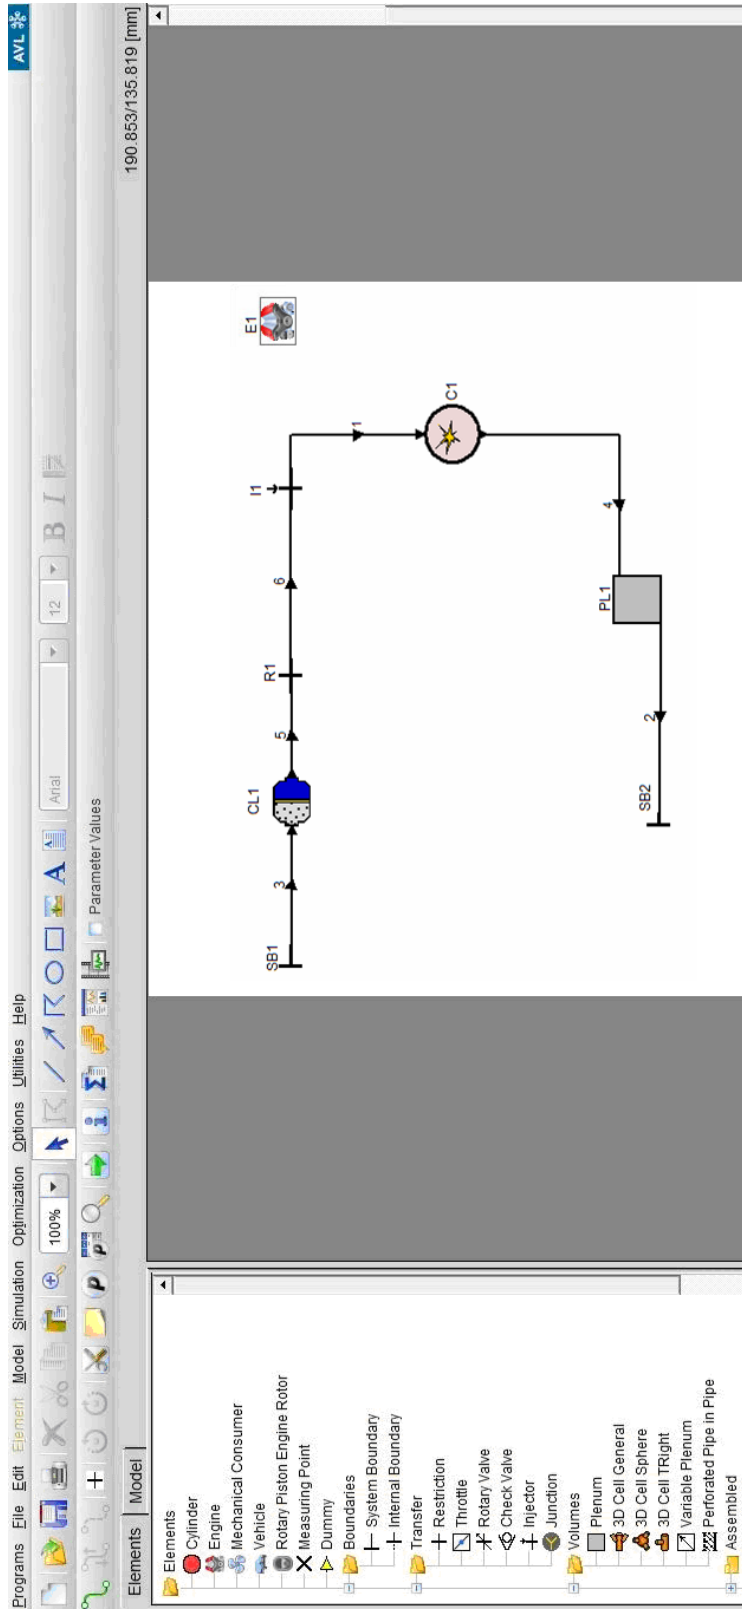 AVL
Programs File Edit Element Model Simulation Optimization Options Utilities Help
100% A Arial 12 B I
Parameter Values
Elements Model 190.853/135.819 [mm]
Elements
Cylinder
Engine
Mechanical Consumer
Vehicle
Rotary Piston Engine Rotor
Measuring Point
Dummy
Boundaries
System Boundary
Internal Boundary
Transfer
Restriction
Throttle
Rotary Valve
Check Valve
Injector
Junction
Volumes
Plenum
3D Cell General
3D Cell Sphere
3D Cell TRight
Variable Plenum
Perforated Pipe in Pipe
Assembled
E1
SB1 3 CL1 5 R1 6 I1
1
C1
4
PL1
2
SB2